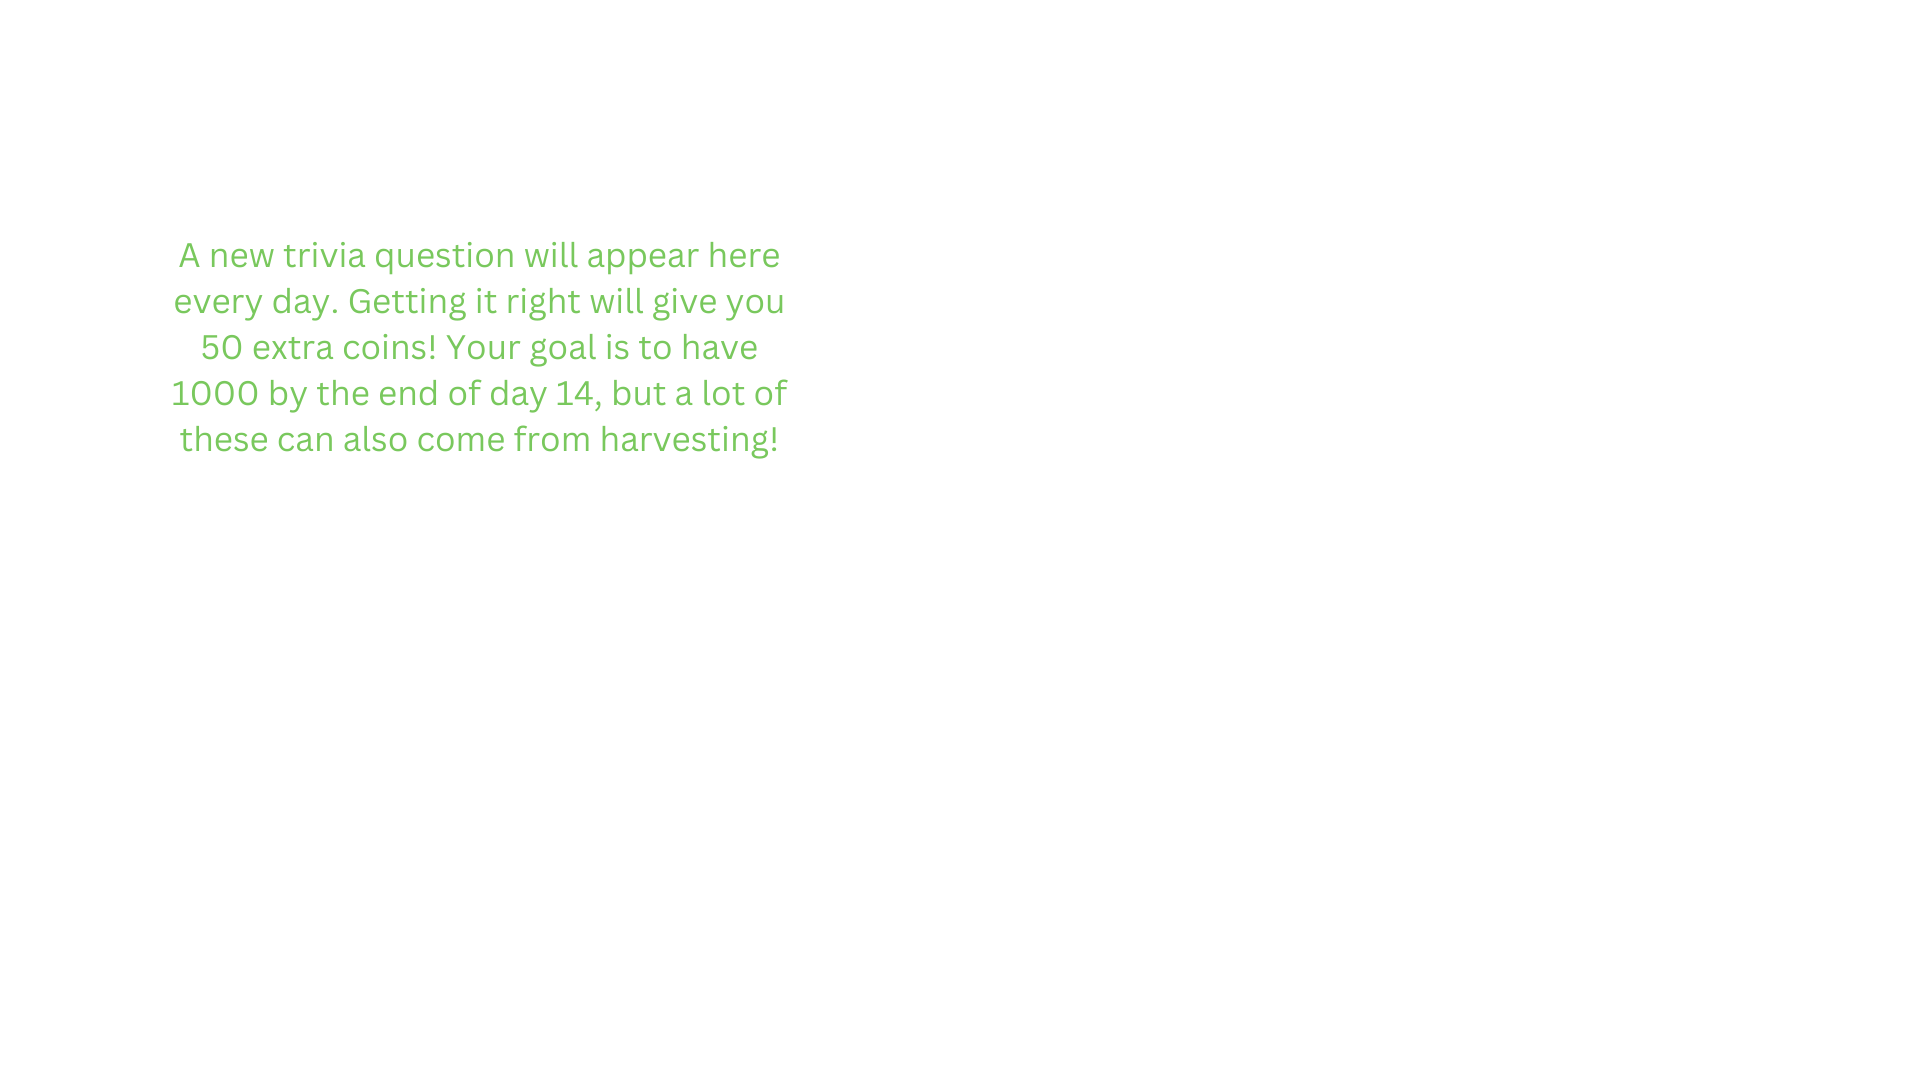 A new trivia question will appear here
every day. Getting it right will give you
50 extra coins! Your goal is to have
1000 by the end of day 14, but a lot of
these can also come from harvesting!